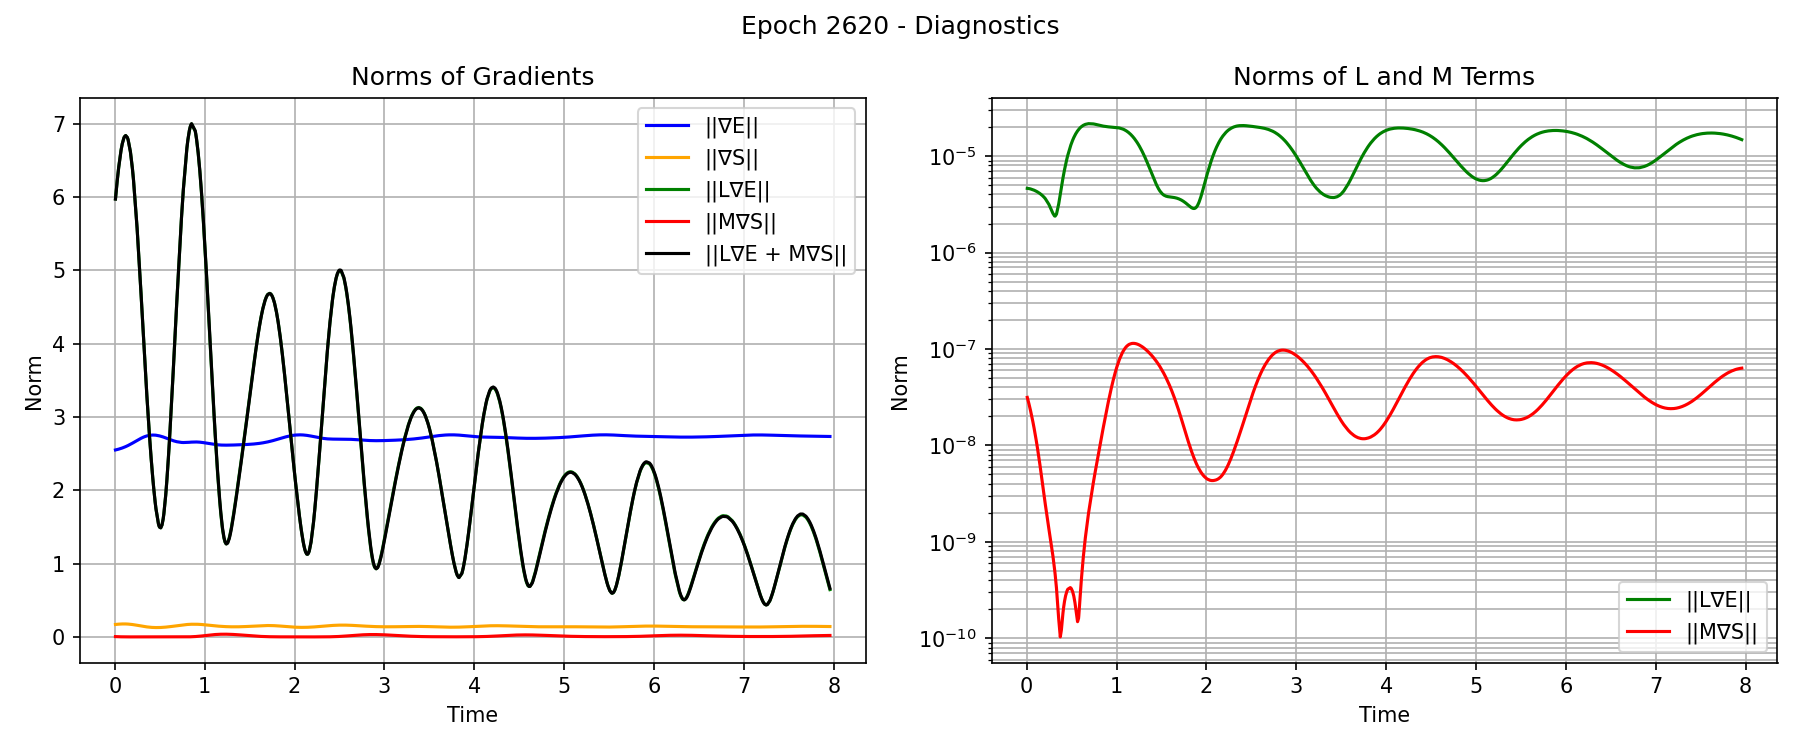 Epoch 2620 - Diagnostics
Norms of Gradients
Norm
7
6
5
4
3
2
1
0
||∇E||
||∇S||
||L∇E||
||M∇S||
||L∇E + M∇S||
0 1 2 3 4 5 6 7 8
Time
Norms of L and M Terms
Norm
10⁻⁵
10⁻⁶
10⁻⁷
10⁻⁸
10⁻⁹
10⁻¹⁰
||L∇E||
||M∇S||
0 1 2 3 4 5 6 7 8
Time